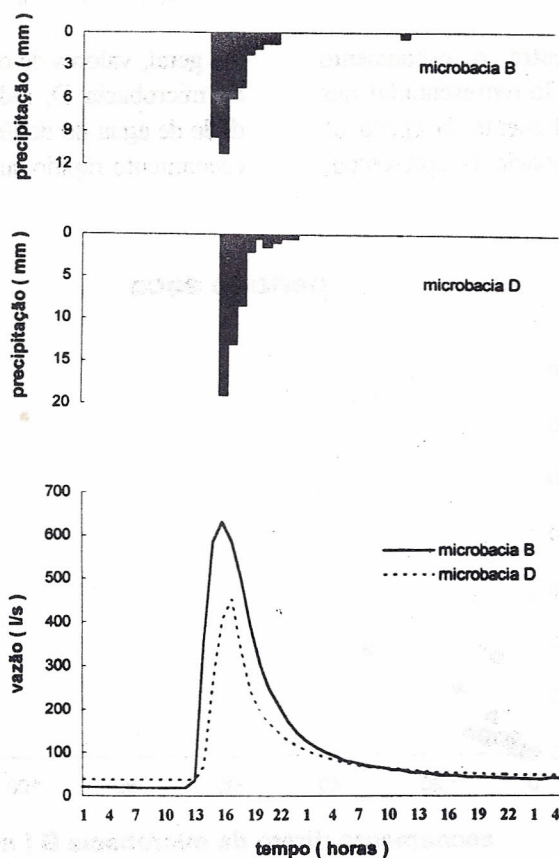 precipitação ( mm )
0
3
6
9
12
microbacia B
precipitação ( mm )
0
5
10
15
20
microbacia D
vazão ( l/s )
700
600
500
400
300
200
100
0
microbacia B
microbacia D
1 4 7 10 13 16 19 22 1 4 7 10 13 16 19 22 1 4
tempo ( horas )